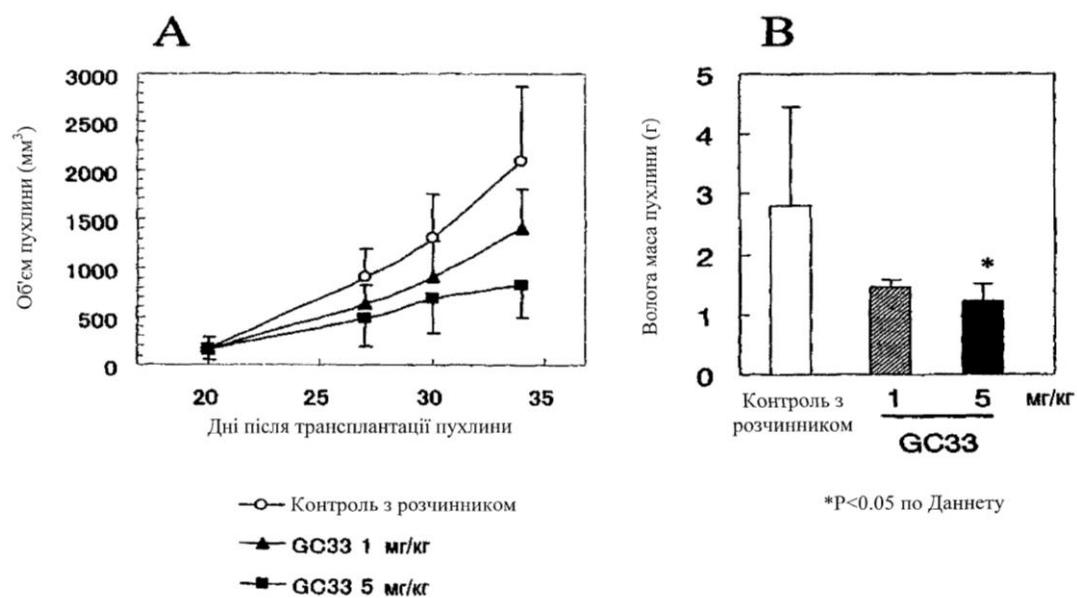 A
Об'єм пухлини (мм³)
3000
2500
2000
1500
1000
500
0
20 25 30 35
Дні після трансплантації пухлини
Контроль з розчинником
GC33 1 мг/кг
GC33 5 мг/кг
B
Волога маса пухлини (г)
5
4
3
2
1
0
*
Контроль з
розчинником
1 5 мг/кг
GC33
*P<0.05 по Даннету